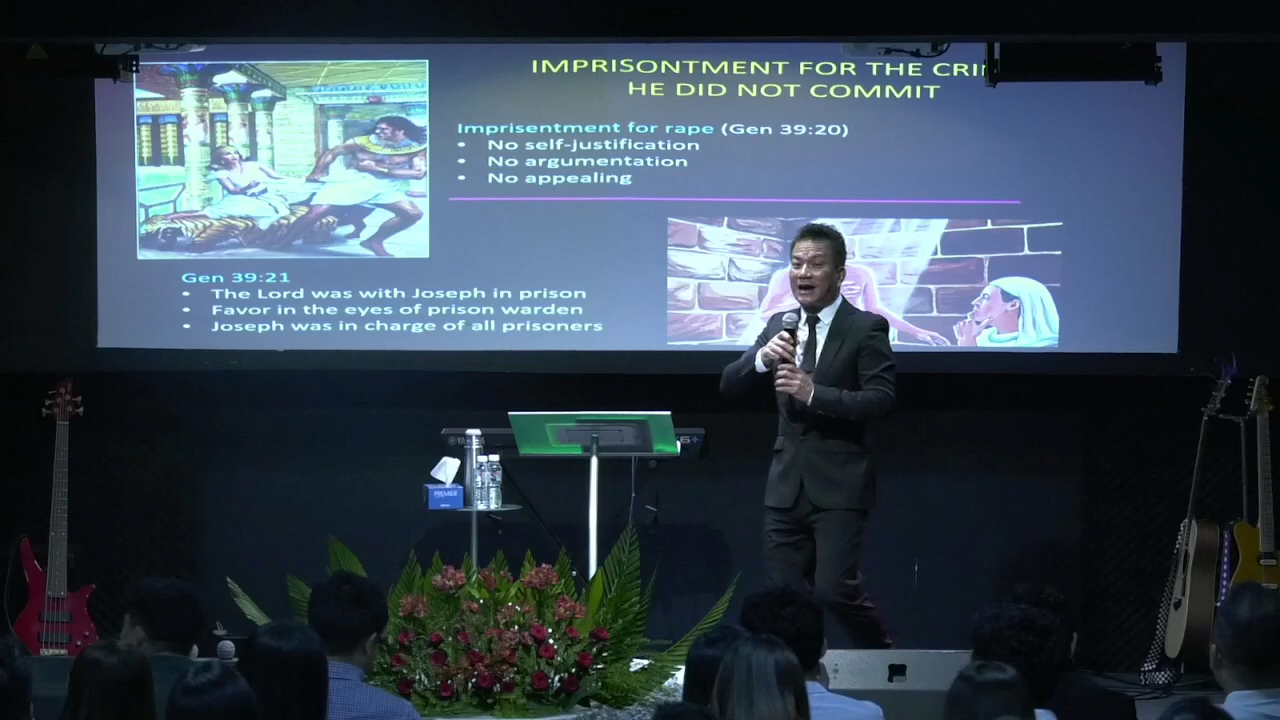 IMPRISONTMENT FOR THE CRI
HE DID NOT COMMIT
Imprisentment for rape (Gen 39:20)
• No self-justification
• No argumentation
• No appealing
Gen 39:21
• The Lord was with Joseph in prison
• Favor in the eyes of prison warden
• Joseph was in charge of all prisoners
PREMIER